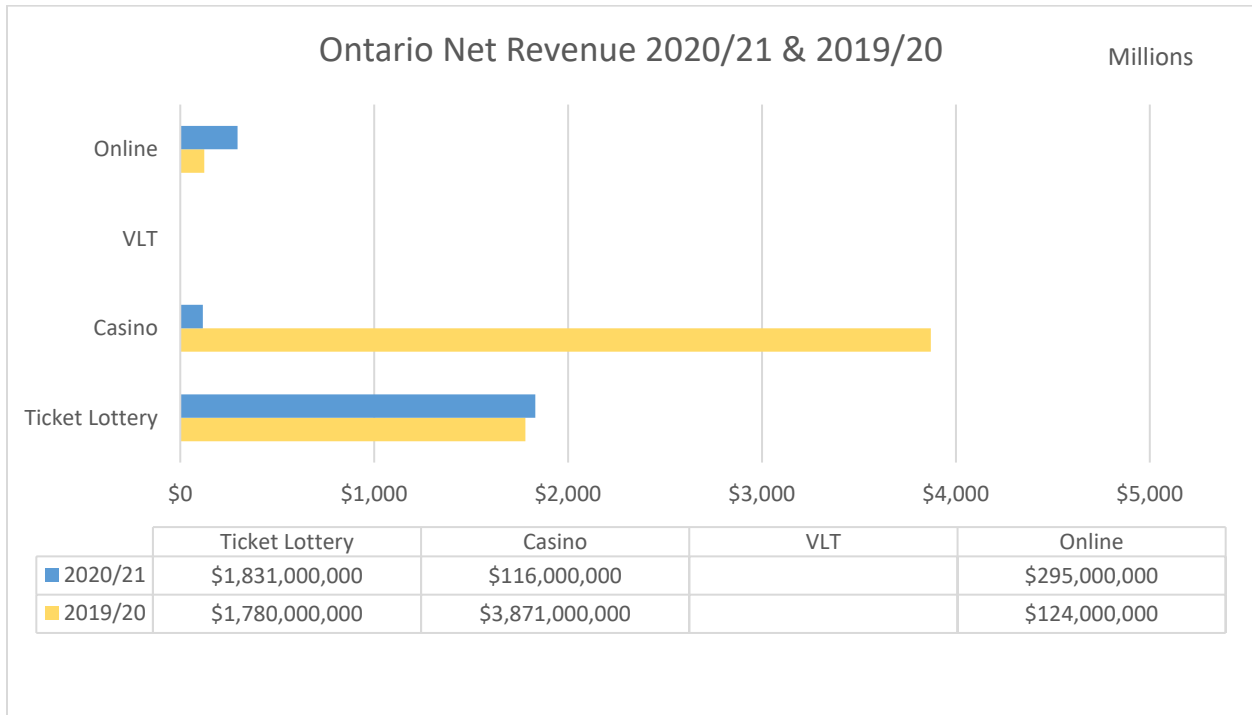 Ontario Net Revenue 2020/21 & 2019/20
Millions
Online
VLT
Casino
Ticket Lottery
$0 $1,000 $2,000 $3,000 $4,000 $5,000
Ticket Lottery Casino VLT Online
2020/21 $1,831,000,000 $116,000,000 $295,000,000
2019/20 $1,780,000,000 $3,871,000,000 $124,000,000